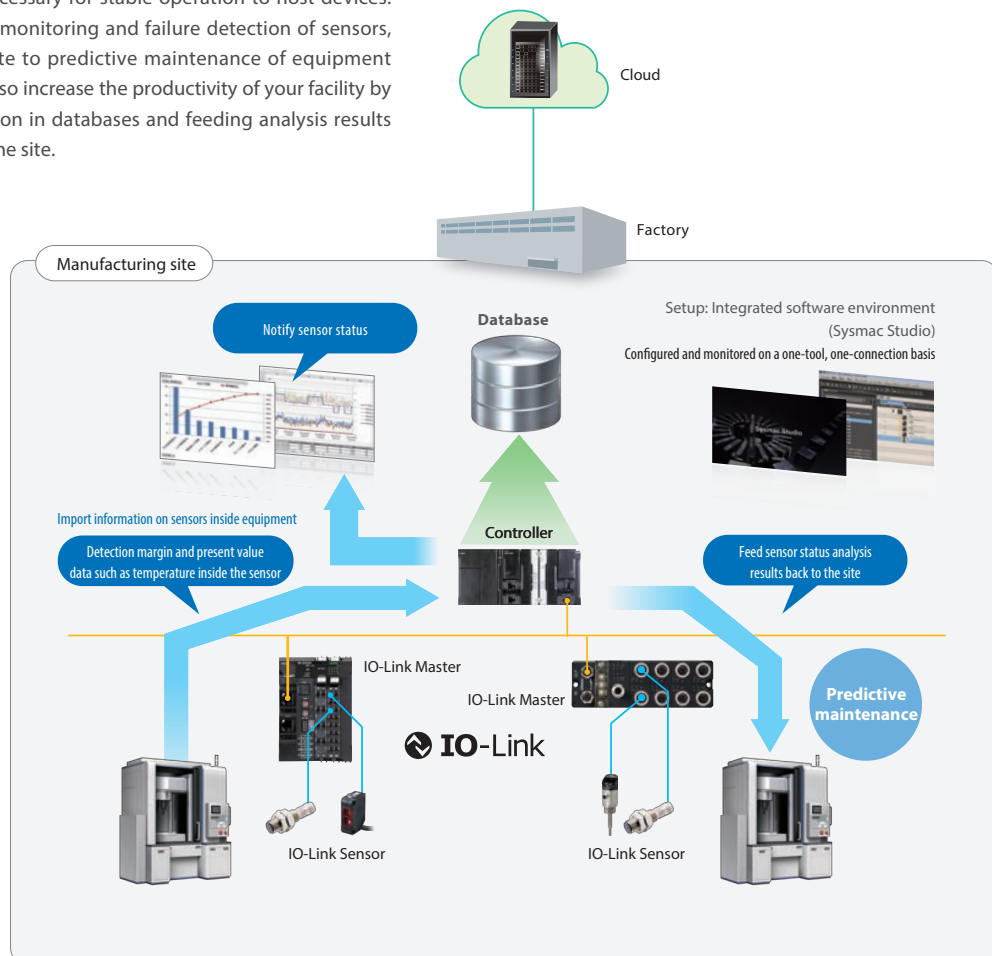 cessary for stable operation to host devices.
monitoring and failure detection of sensors,
te to predictive maintenance of equipment
so increase the productivity of your facility by
on in databases and feeding analysis results
he site.
Cloud
Factory
Manufacturing site
Notify sensor status
Database
Setup: Integrated software environment
(Sysmac Studio)
Configured and monitored on a one-tool, one-connection basis
Sysmac Studio
Import information on sensors inside equipment
Detection margin and present value
data such as temperature inside the sensor
Controller
Feed sensor status analysis
results back to the site
IO-Link Master
IO-Link Master
IO-Link
Predictive
maintenance
IO-Link Sensor
IO-Link Sensor